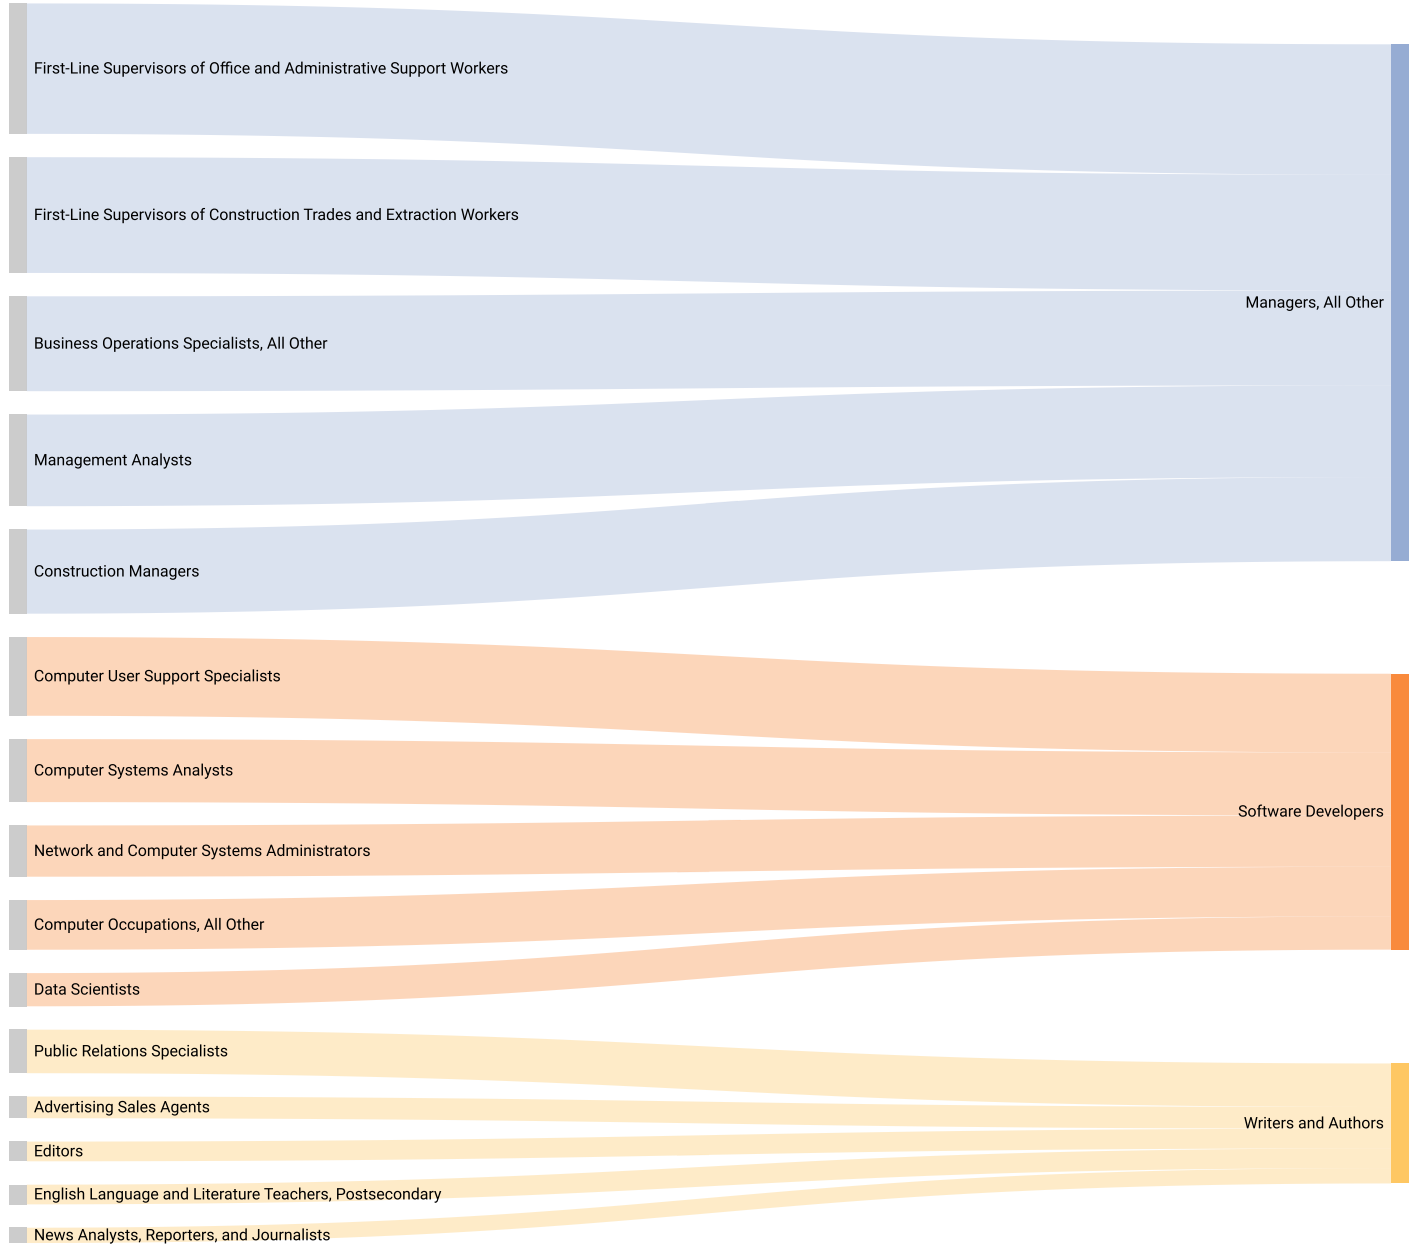 First-Line Supervisors of Office and Administrative Support Workers
First-Line Supervisors of Construction Trades and Extraction Workers
Managers, All Other
Business Operations Specialists, All Other
Management Analysts
Construction Managers
Computer User Support Specialists
Computer Systems Analysts
Software Developers
Network and Computer Systems Administrators
Computer Occupations, All Other
Data Scientists
Public Relations Specialists
Advertising Sales Agents
Writers and Authors
Editors
English Language and Literature Teachers, Postsecondary
News Analysts, Reporters, and Journalists